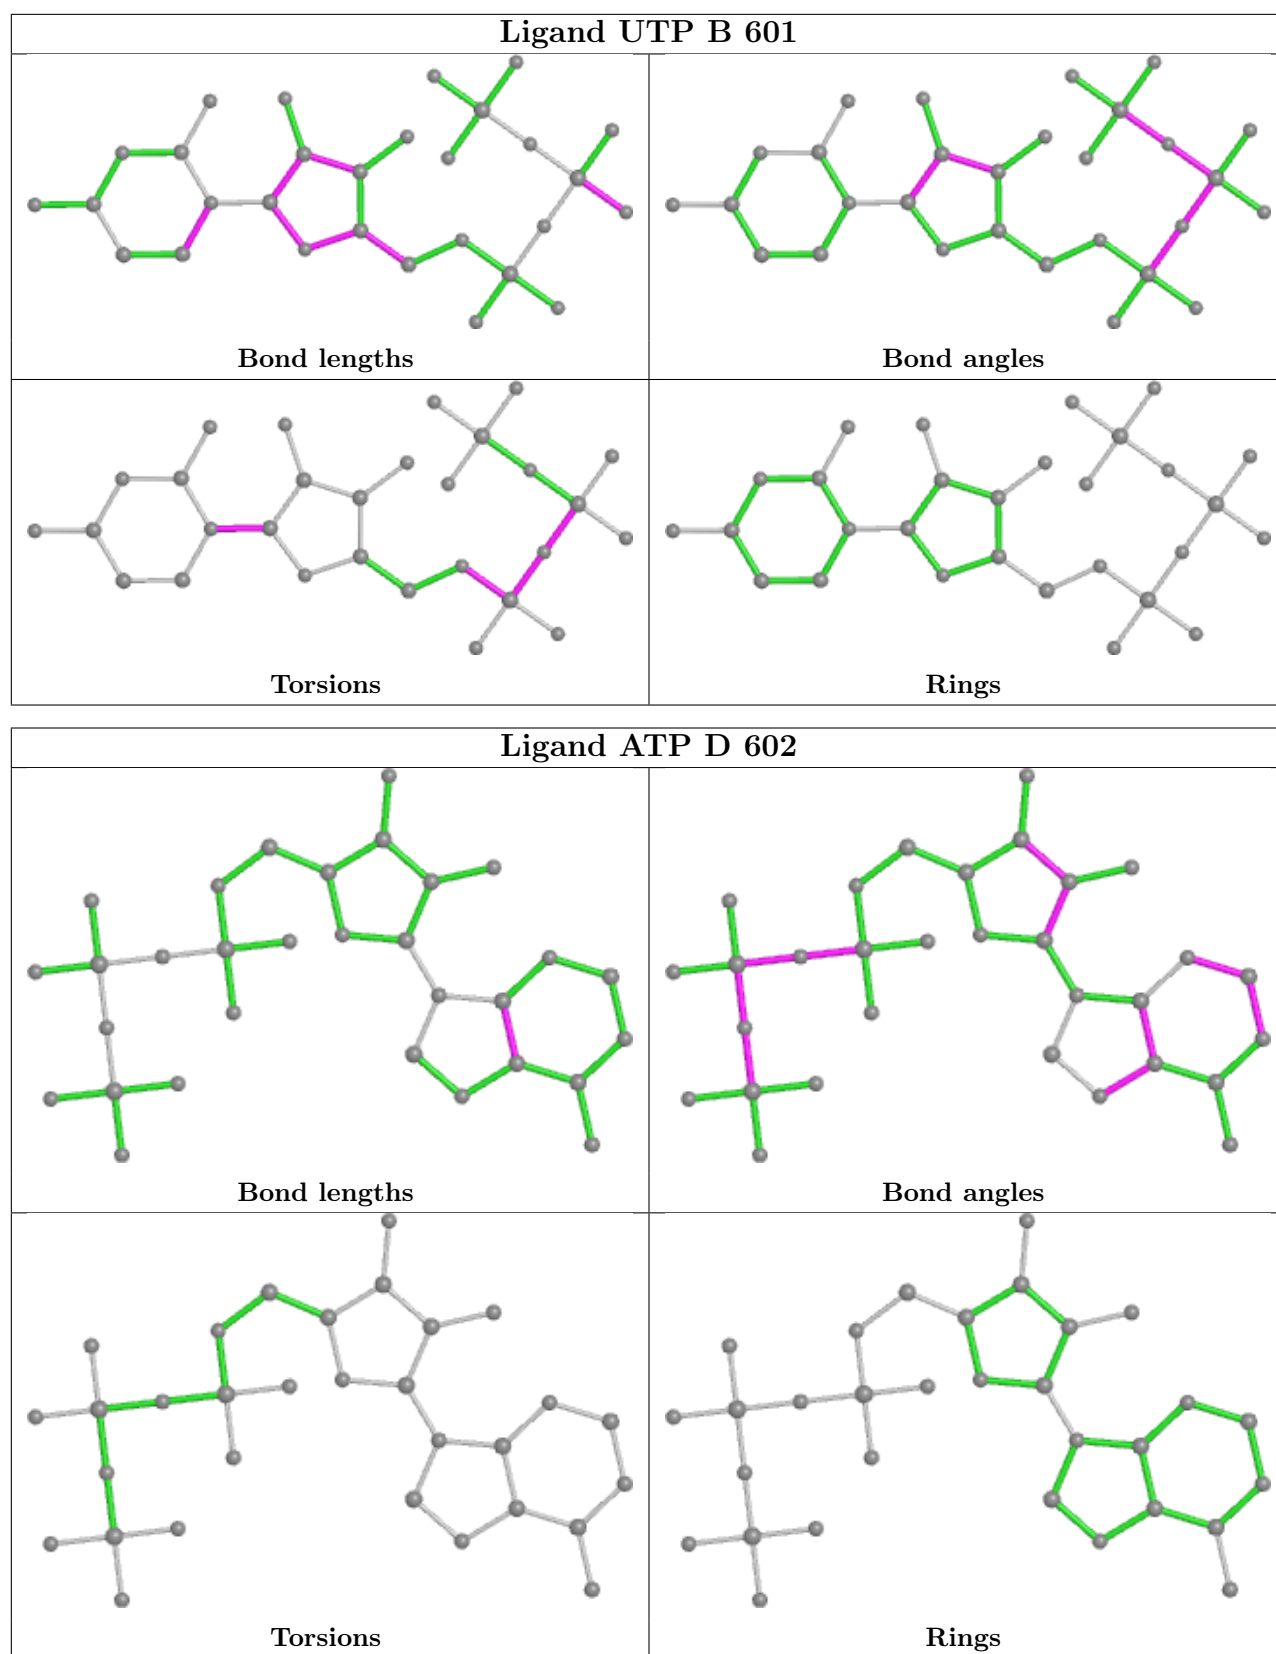 Ligand UTP B 601
Bond lengths
Bond angles
Torsions
Rings
Ligand ATP D 602
Bond lengths
Bond angles
Torsions
Rings